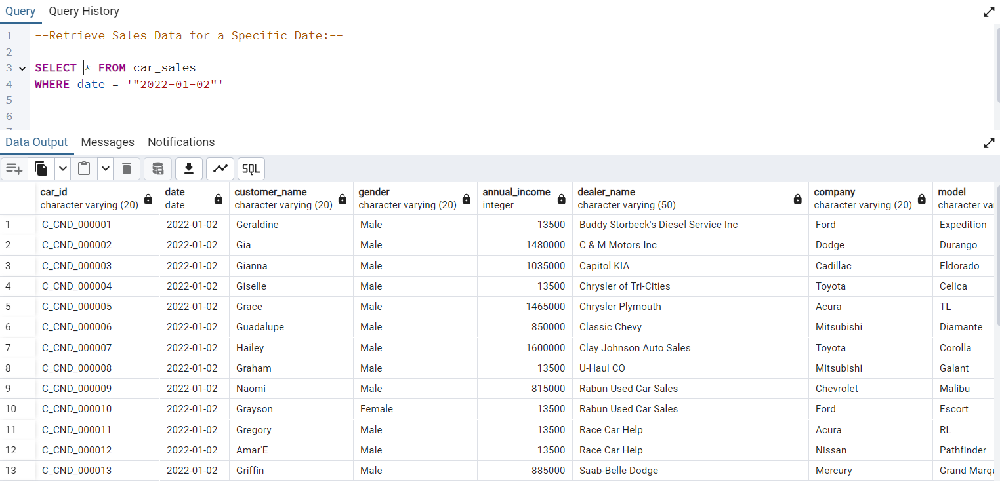 Query Query History
1 --Retrieve Sales Data for a Specific Date:--
2
3 SELECT * FROM car_sales
4 WHERE date = '"2022-01-02"'
5
6
Data Output Messages Notifications
SQL
car_id date customer_name gender annual_income dealer_name company model
character varying (20) date character varying (20) character varying (20) integer character varying (50) character varying (20) character va
1 C_CND_000001 2022-01-02 Geraldine Male 13500 Buddy Storbeck's Diesel Service Inc Ford Expedition
2 C_CND_000002 2022-01-02 Gia Male 1480000 C & M Motors Inc Dodge Durango
3 C_CND_000003 2022-01-02 Gianna Male 1035000 Capitol KIA Cadillac Eldorado
4 C_CND_000004 2022-01-02 Giselle Male 13500 Chrysler of Tri-Cities Toyota Celica
5 C_CND_000005 2022-01-02 Grace Male 1465000 Chrysler Plymouth Acura TL
6 C_CND_000006 2022-01-02 Guadalupe Male 850000 Classic Chevy Mitsubishi Diamante
7 C_CND_000007 2022-01-02 Hailey Male 1600000 Clay Johnson Auto Sales Toyota Corolla
8 C_CND_000008 2022-01-02 Graham Male 13500 U-Haul CO Mitsubishi Galant
9 C_CND_000009 2022-01-02 Naomi Male 815000 Rabun Used Car Sales Chevrolet Malibu
10 C_CND_000010 2022-01-02 Grayson Female 13500 Rabun Used Car Sales Ford Escort
11 C_CND_000011 2022-01-02 Gregory Male 13500 Race Car Help Acura RL
12 C_CND_000012 2022-01-02 Amar'E Male 13500 Race Car Help Nissan Pathfinder
13 C_CND_000013 2022-01-02 Griffin Male 885000 Saab-Belle Dodge Mercury Grand Marqu